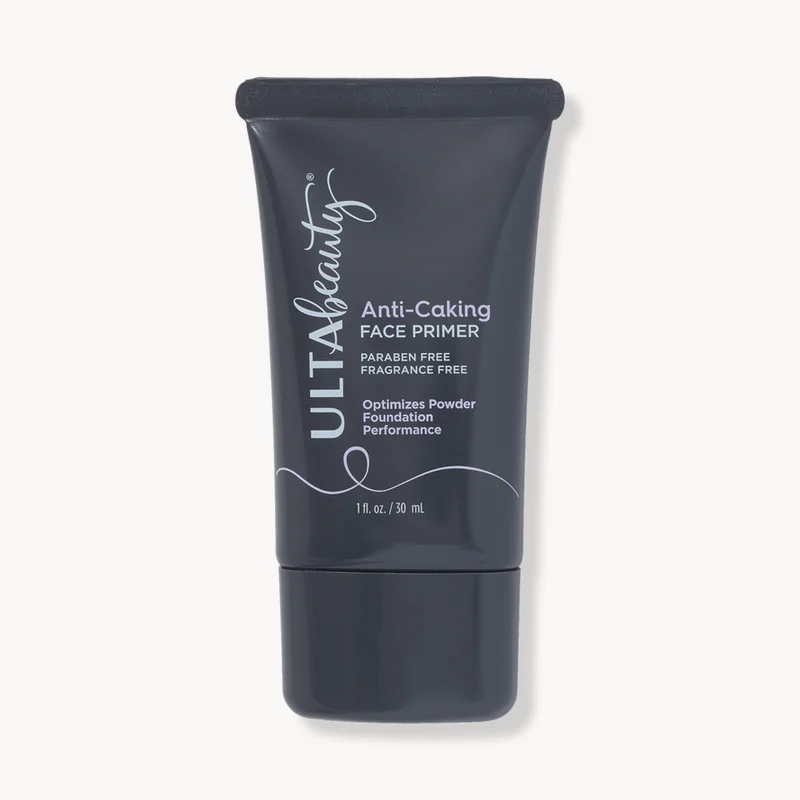 ULTAbeauty®
Anti-Caking
FACE PRIMER
PARABEN FREE
FRAGRANCE FREE
Optimizes Powder
Foundation
Performance
1 fl. oz. / 30 mL